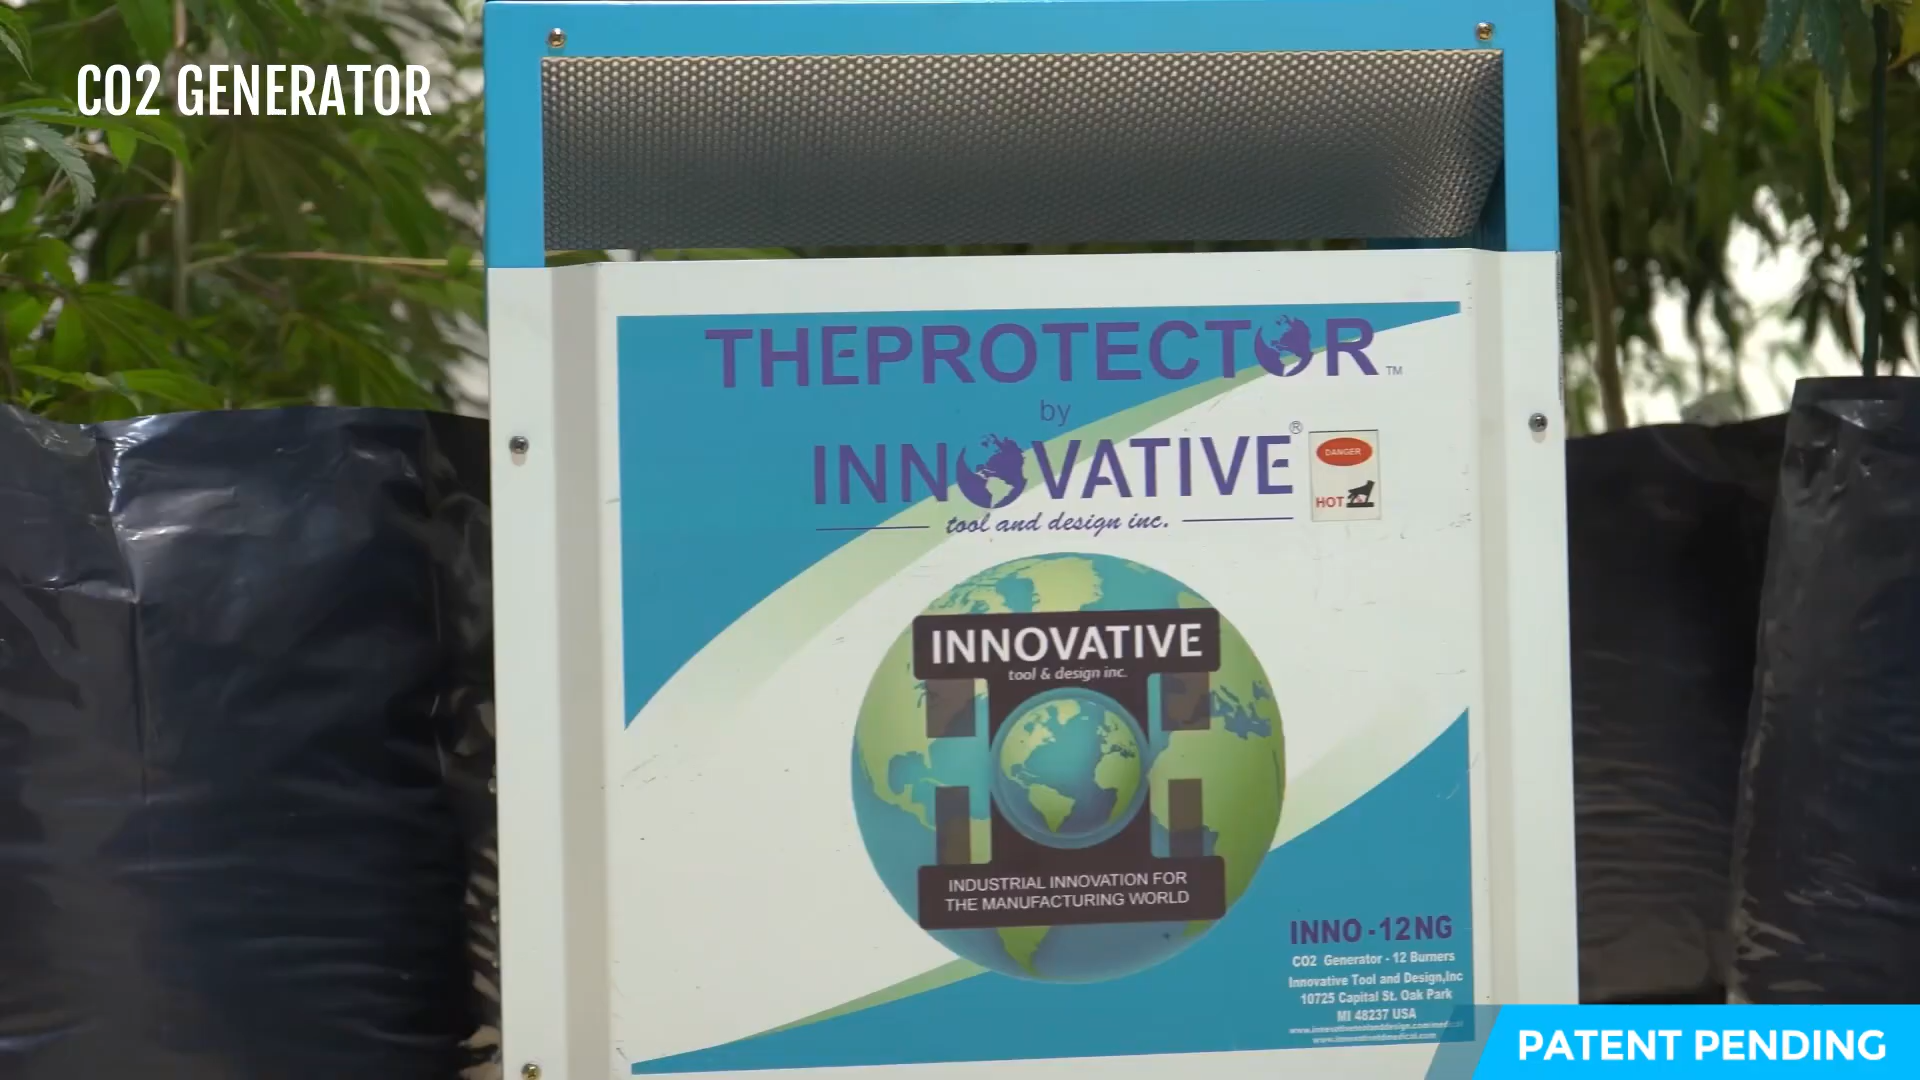 CO2 GENERATOR
THEPROTECTOR™
by
INNOVATIVE®
tool and design inc.
DANGER
HOT
INNOVATIVE
tool & design inc.
INDUSTRIAL INNOVATION FOR
THE MANUFACTURING WORLD
INNO-12NG
CO2 Generator - 12 Burners
Innovative Tool and Design,Inc
10725 Capital St. Oak Park
MI 48237 USA
PATENT PENDING